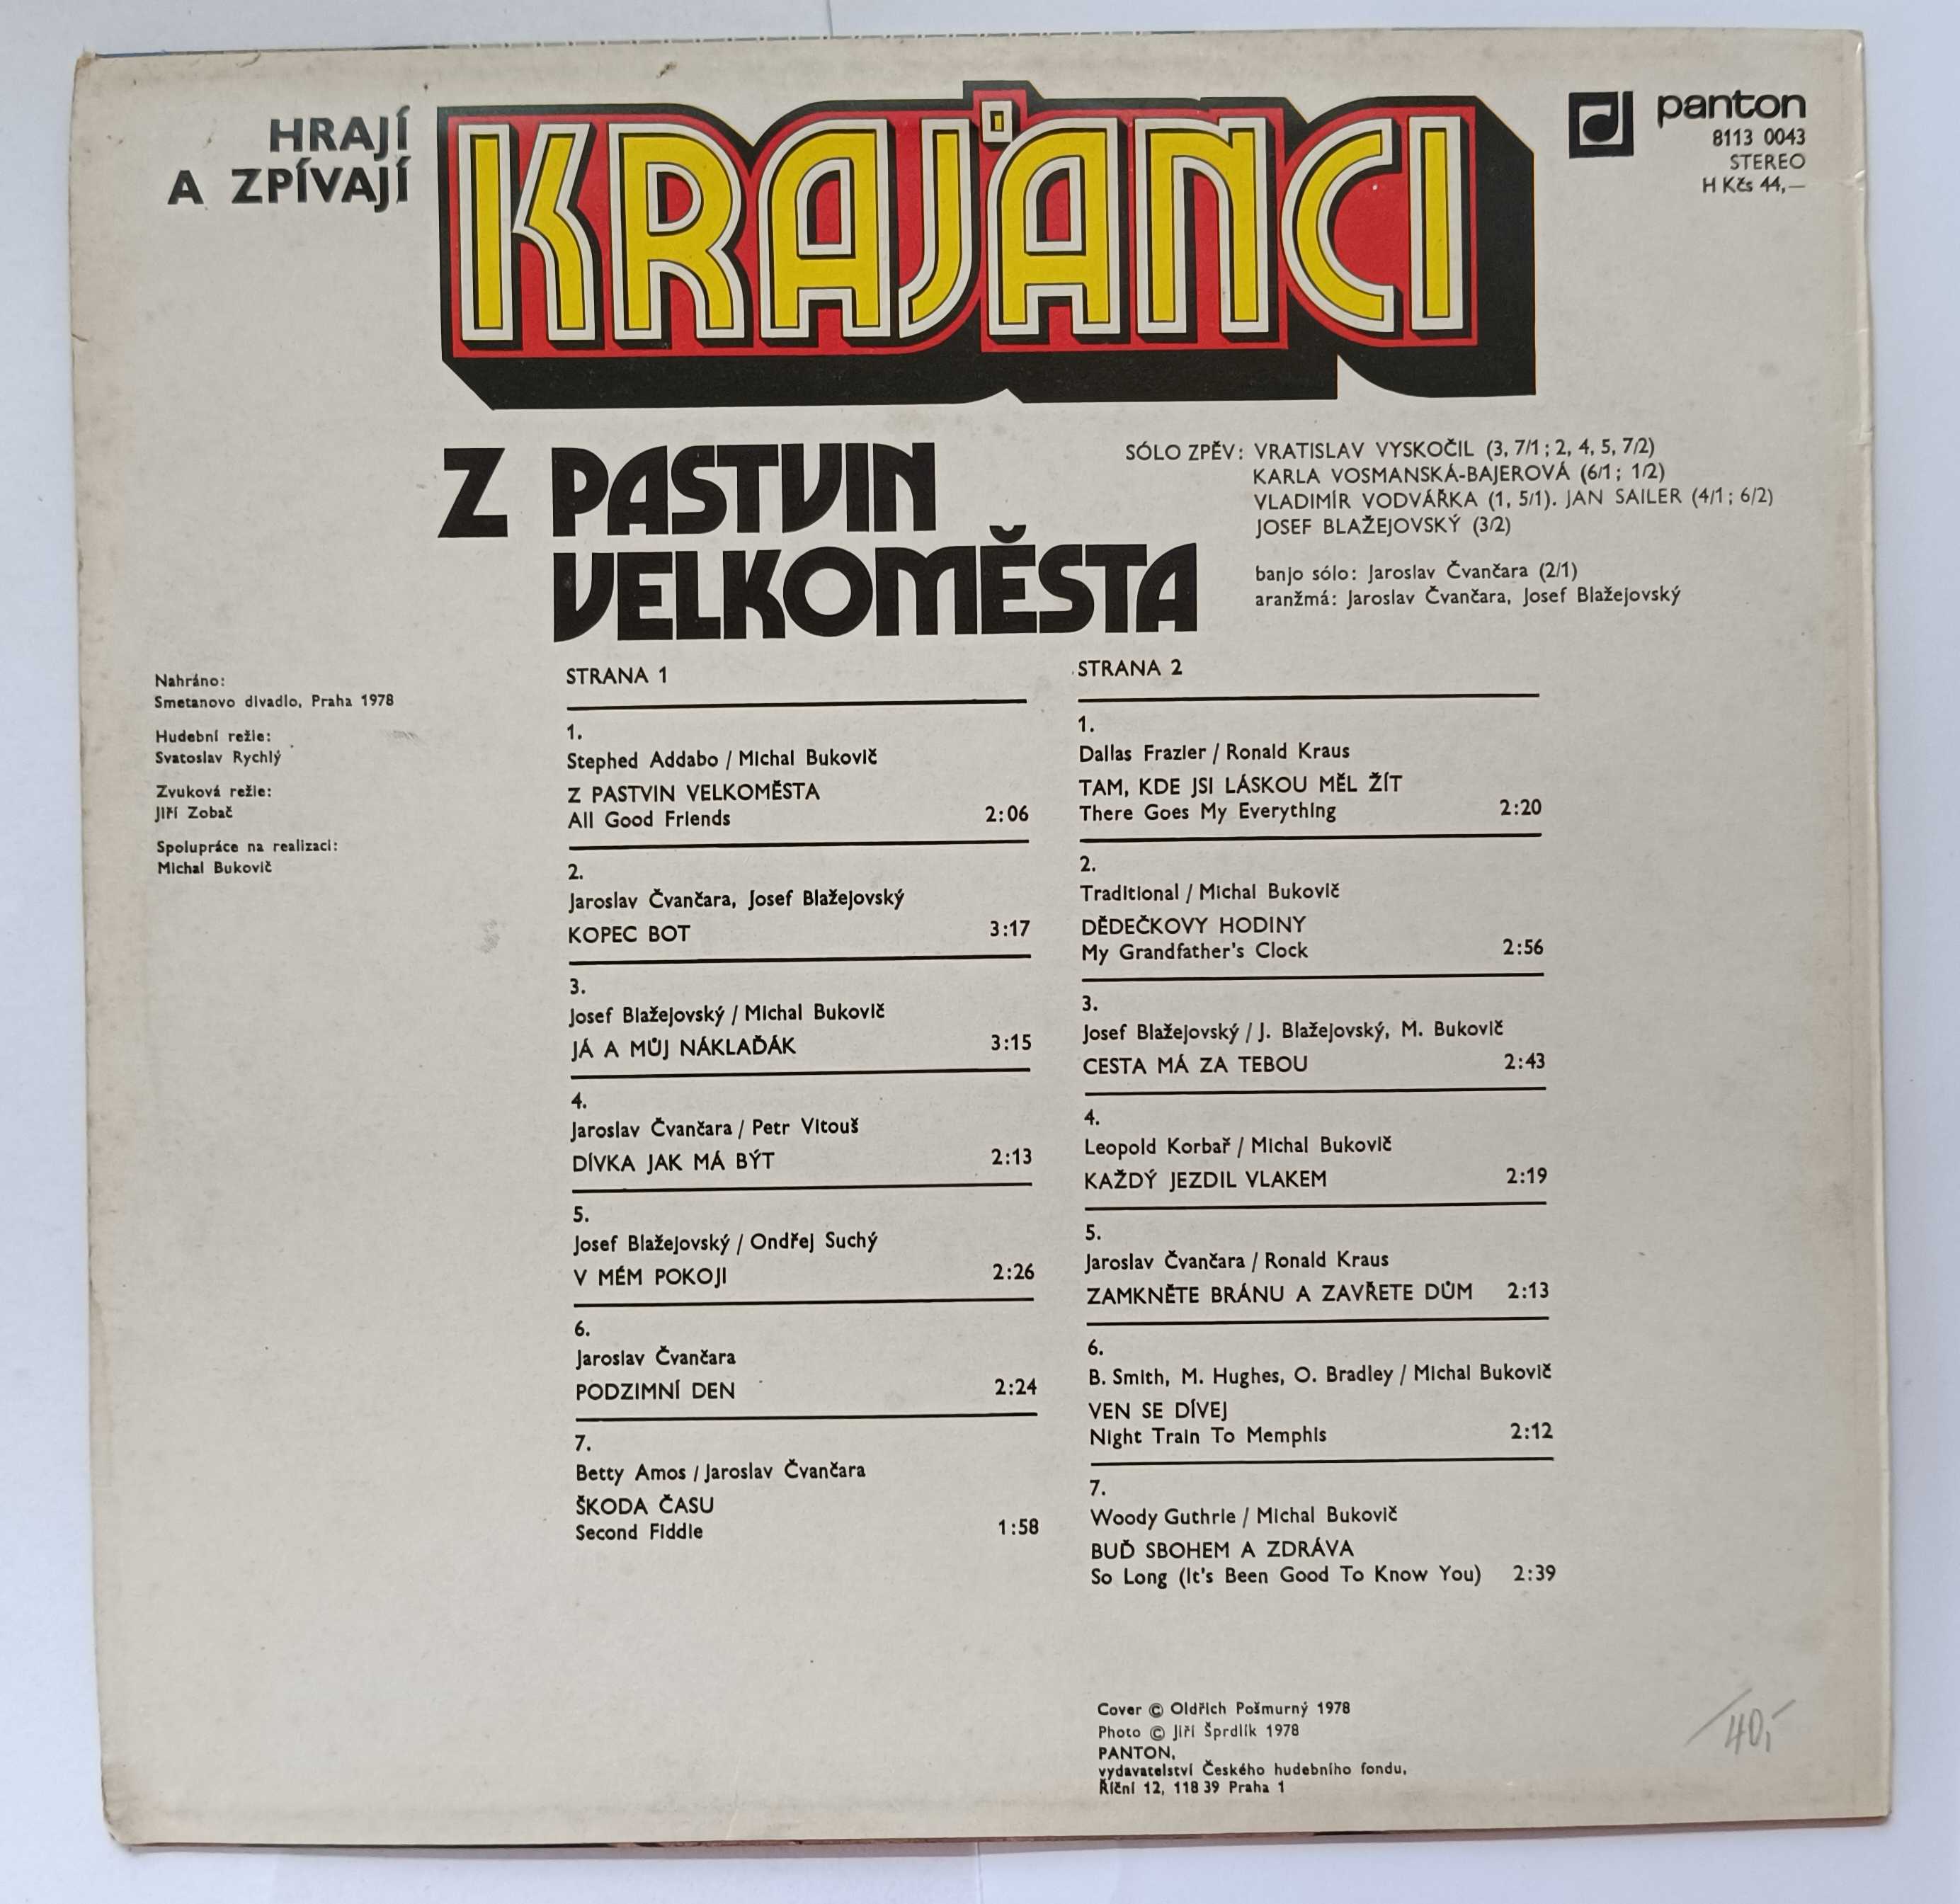 HRAJÍ
A ZPÍVAJÍ
KRAJANCI
panton
8113 0043
STEREO
H Kčs 44,—
Z PASTVIN
VELKOMĚSTA
SÓLO ZPĚV: VRATISLAV VYSKOČIL (3, 7/1; 2, 4, 5, 7/2)
KARLA VOSMANSKÁ-BAJEROVÁ (6/1; 1/2)
VLADIMÍR VODVÁŘKA (1, 5/1). JAN SAILER (4/1; 6/2)
JOSEF BLAŽEJOVSKÝ (3/2)
banjo sólo: Jaroslav Čvančara (2/1)
aranžmá: Jaroslav Čvančara, Josef Blažejovský
Nahráno:
Smetanovo divadlo, Praha 1978
Hudební režie:
Svatoslav Rychlý
Zvuková režie:
Jiří Zobač
Spolupráce na realizaci:
Michal Bukovič
STRANA 1
1.
Stephed Addabo / Michal Bukovič
Z PASTVIN VELKOMĚSTA
All Good Friends 2:06
2.
Jaroslav Čvančara, Josef Blažejovský
KOPEC BOT 3:17
3.
Josef Blažejovský / Michal Bukovič
JÁ A MŮJ NÁKLAĎÁK 3:15
4.
Jaroslav Čvančara / Petr Vitouš
DÍVKA JAK MÁ BÝT 2:13
5.
Josef Blažejovský / Ondřej Suchý
V MÉM POKOJI 2:26
6.
Jaroslav Čvančara
PODZIMNÍ DEN 2:24
7.
Betty Amos / Jaroslav Čvančara
ŠKODA ČASU
Second Fiddle 1:58
STRANA 2
1.
Dallas Frazier / Ronald Kraus
TAM, KDE JSI LÁSKOU MĚL ŽÍT
There Goes My Everything 2:20
2.
Traditional / Michal Bukovič
DĚDEČKOVY HODINY
My Grandfather's Clock 2:56
3.
Josef Blažejovský / J. Blažejovský, M. Bukovič
CESTA MÁ ZA TEBOU 2:43
4.
Leopold Korbař / Michal Bukovič
KAŽDÝ JEZDIL VLAKEM 2:19
5.
Jaroslav Čvančara / Ronald Kraus
ZAMKNĚTE BRÁNU A ZAVŘETE DŮM 2:13
6.
B. Smith, M. Hughes, O. Bradley / Michal Bukovič
VEN SE DÍVEJ
Night Train To Memphis 2:12
7.
Woody Guthrie / Michal Bukovič
BUĎ SBOHEM A ZDRÁVA
So Long (It's Been Good To Know You) 2:39
Cover © Oldřich Pošmurný 1978
Photo © Jiří Šprdlík 1978
PANTON,
vydavatelství Českého hudebního fondu,
Říční 12, 118 39 Praha 1
40,-